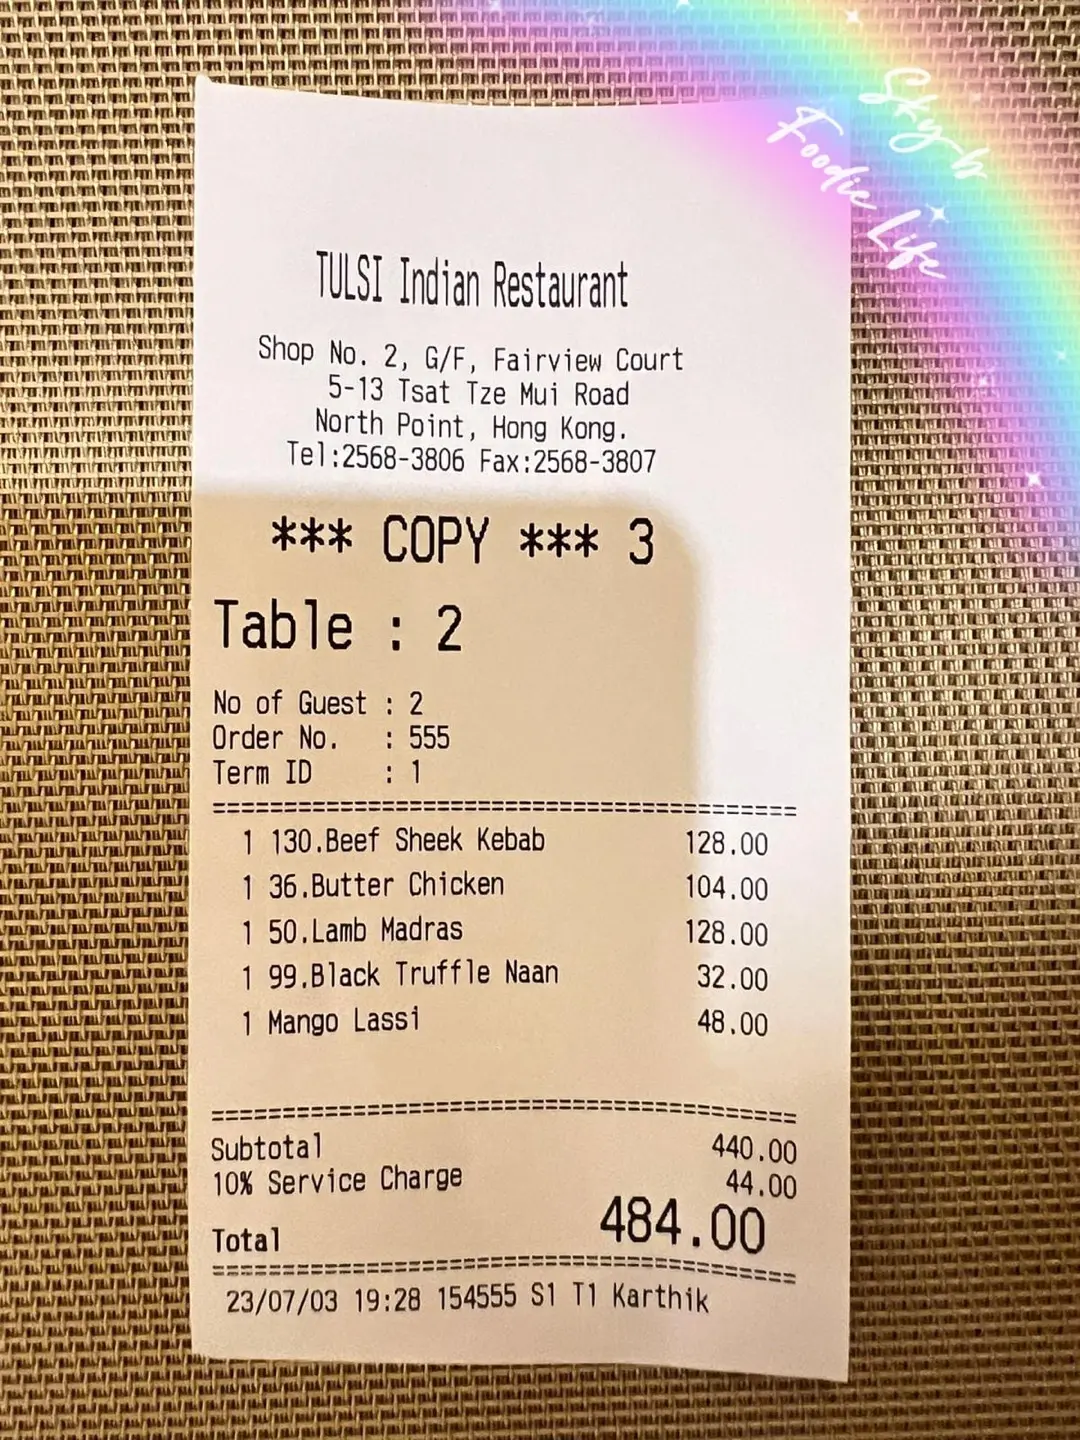 Sky b
Foodie Life
TULSI Indian Restaurant
Shop No. 2, G/F, Fairview Court
5-13 Tsat Tze Mui Road
North Point, Hong Kong.
Tel:2568-3806 Fax:2568-3807
*** COPY *** 3
Table : 2
No of Guest : 2
Order No. : 555
Term ID : 1
1 130.Beef Sheek Kebab 128.00
1 36.Butter Chicken 104.00
1 50.Lamb Madras 128.00
1 99.Black Truffle Naan 32.00
1 Mango Lassi 48.00
Subtotal 440.00
10% Service Charge 44.00
Total 484.00
23/07/03 19:28 154555 S1 T1 Karthik